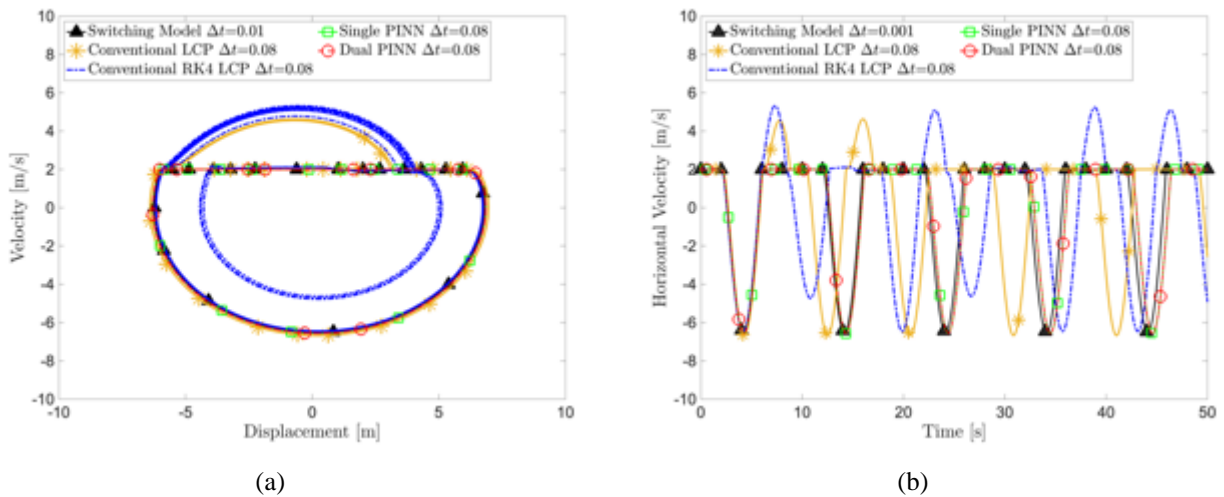 Switching Model Δt=0.01
Single PINN Δt=0.08
Conventional LCP Δt=0.08
Dual PINN Δt=0.08
Conventional RK4 LCP Δt=0.08
10
8
6
4
2
0
-2
-4
-6
-8
-10
Velocity [m/s]
-10
-5
0
5
10
Displacement [m]
(a)
Switching Model Δt=0.001
Single PINN Δt=0.08
Conventional LCP Δt=0.08
Dual PINN Δt=0.08
Conventional RK4 LCP Δt=0.08
10
8
6
4
2
0
-2
-4
-6
-8
-10
Horizontal Velocity [m/s]
0
10
20
30
40
50
Time [s]
(b)